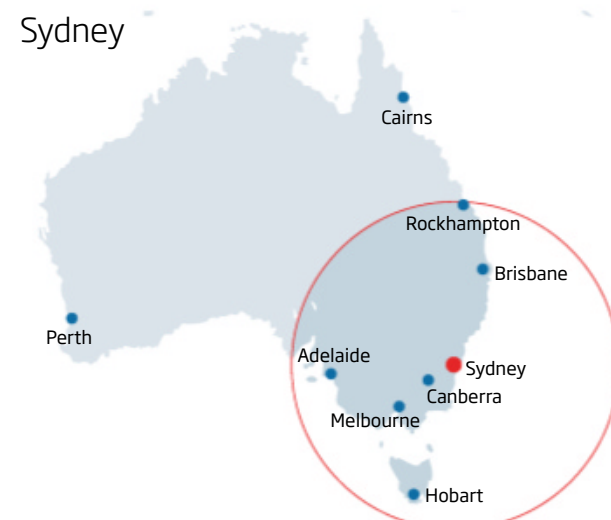 Sydney
Cairns
Rockhampton
Brisbane
Perth
Adelaide
Sydney
Canberra
Melbourne
Hobart